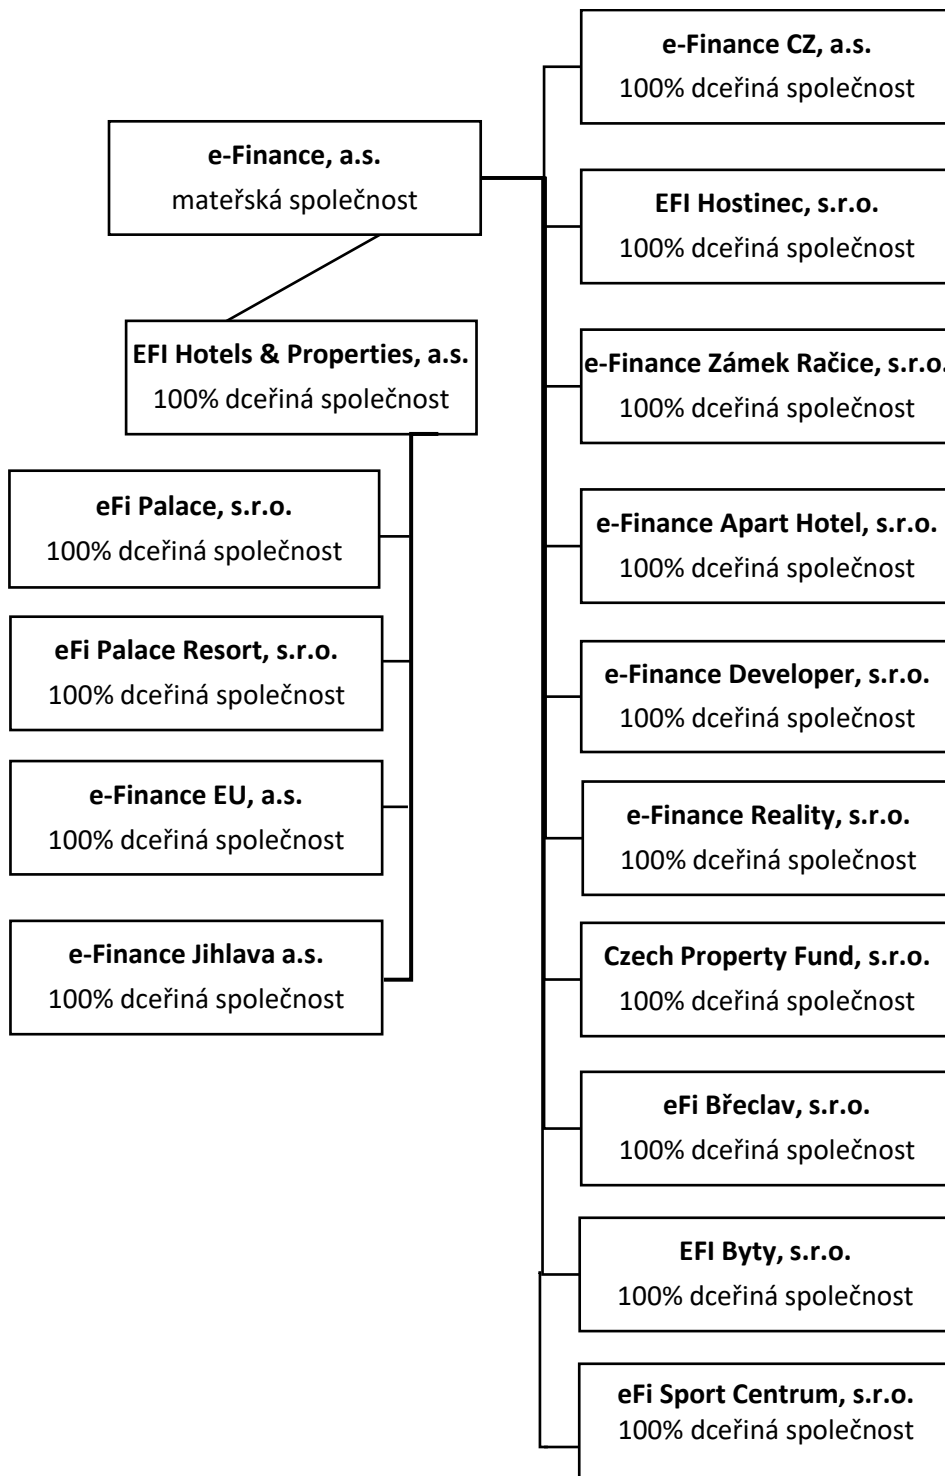 e-Finance, a.s.
mateřská společnost
EFI Hotels & Properties, a.s.
100% dceřiná společnost
eFi Palace, s.r.o.
100% dceřiná společnost
eFi Palace Resort, s.r.o.
100% dceřiná společnost
e-Finance EU, a.s.
100% dceřiná společnost
e-Finance Jihlava a.s.
100% dceřiná společnost
e-Finance CZ, a.s.
100% dceřiná společnost
EFI Hostinec, s.r.o.
100% dceřiná společnost
e-Finance Zámek Račice, s.r.o.
100% dceřiná společnost
e-Finance Apart Hotel, s.r.o.
100% dceřiná společnost
e-Finance Developer, s.r.o.
100% dceřiná společnost
e-Finance Reality, s.r.o.
100% dceřiná společnost
Czech Property Fund, s.r.o.
100% dceřiná společnost
eFi Břeclav, s.r.o.
100% dceřiná společnost
EFI Byty, s.r.o.
100% dceřiná společnost
eFi Sport Centrum, s.r.o.
100% dceřiná společnost